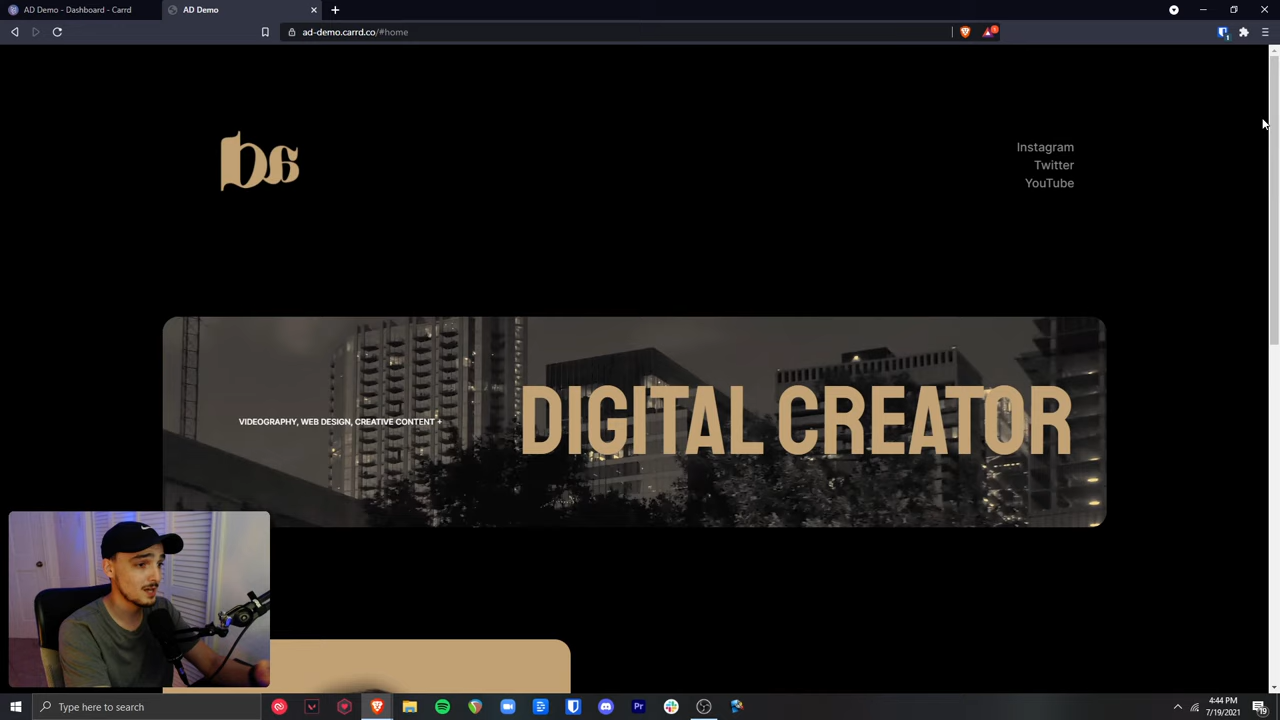 AD Demo - Dashboard - Carrd
AD Demo
ad-demo.carrd.co/#home
Instagram
Twitter
YouTube
VIDEOGRAPHY, WEB DESIGN, CREATIVE CONTENT +
DIGITAL CREATOR
Type here to search
4:44 PM
7/19/2021